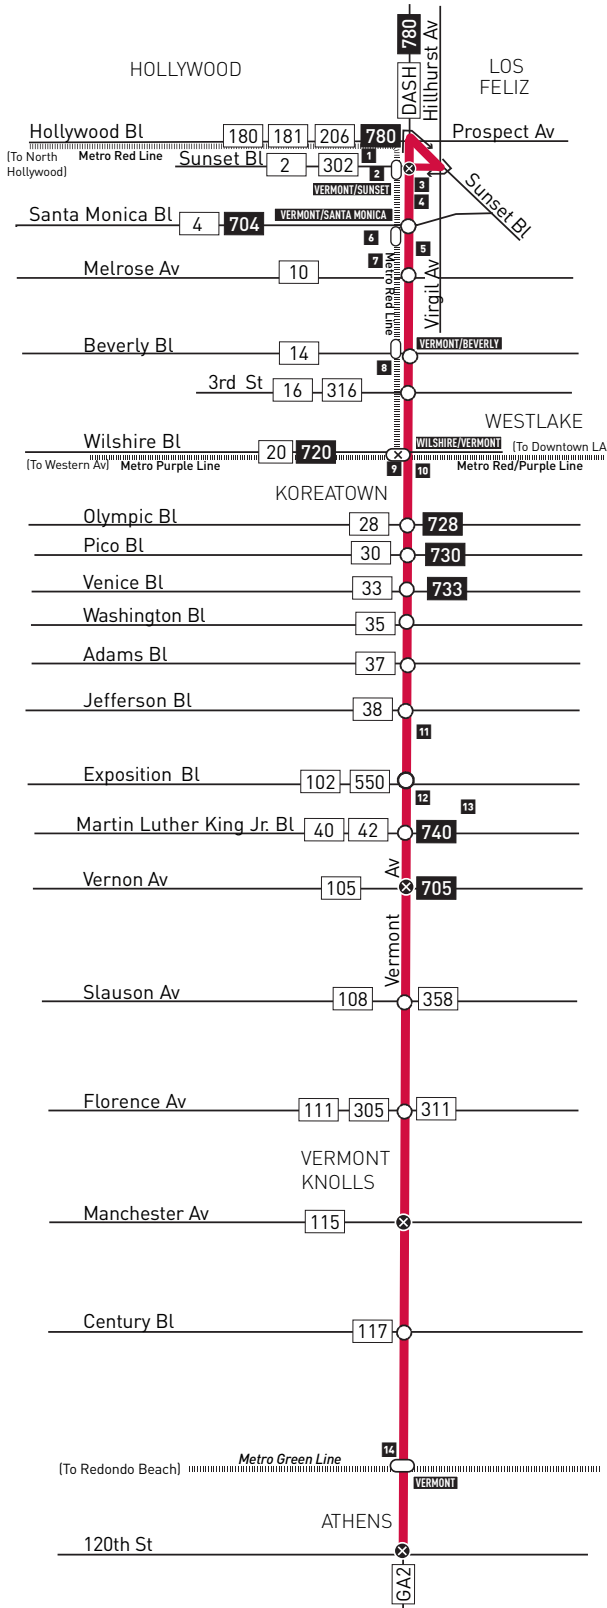 780
DASH
Hillhurst Av
HOLLYWOOD
LOS
FELIZ
Hollywood Bl
180 181 206 780
Prospect Av
(To North
Hollywood)
Metro Red Line
1
Sunset Bl
2 302
2
VERMONT/SUNSET
3
4
Sunset Bl
Santa Monica Bl
4 704
VERMONT/SANTA MONICA
6
5
7
Metro Red Line
Virgil Av
Melrose Av
10
Beverly Bl
14
VERMONT/BEVERLY
8
3rd St
16 316
WESTLAKE
Wilshire Bl
20 720
WILSHIRE/VERMONT
(To Downtown LA
(To Western Av)
Metro Purple Line
9
10
Metro Red/Purple Line
KOREATOWN
Olympic Bl
28 728
Pico Bl
30 730
Venice Bl
33 733
Washington Bl
35
Adams Bl
37
Jefferson Bl
38
11
Exposition Bl
102 550
12
13
Martin Luther King Jr. Bl
40 42 740
Vernon Av
105 705
Vermont Av
Slauson Av
108 358
Florence Av
111 305 311
VERMONT
KNOLLS
Manchester Av
115
Century Bl
117
14
(To Redondo Beach)
Metro Green Line
VERMONT
ATHENS
120th St
GA2